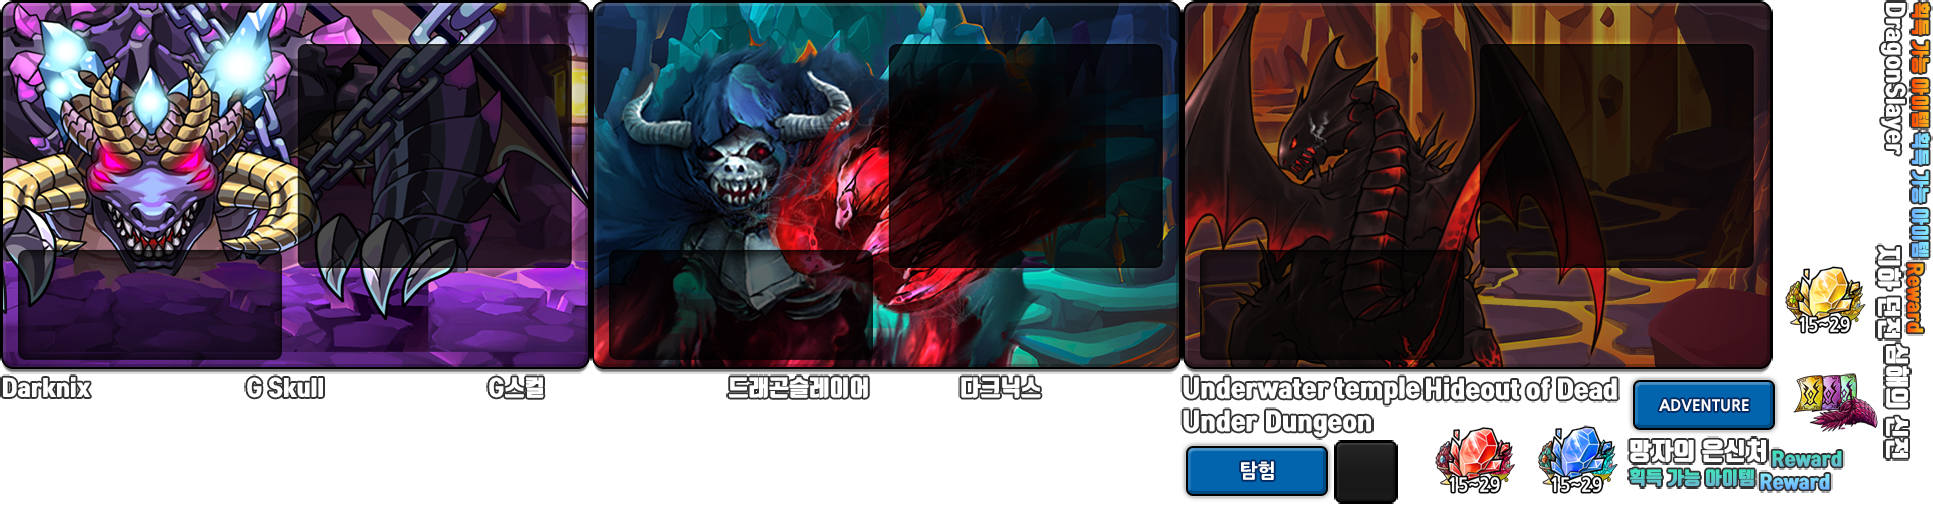 Darknix
G Skull
G스컬
드래곤슬레이어
다크닉스
Underwater temple
Hideout of Dead
Under Dungeon
ADVENTURE
탐험
15~29
15~29
망자의 은신처
Reward
획득 가능 아이템
Reward
15~29
DragonSlayer
획득 가능 아이템
획득 가능 아이템
Reward
지하 던전
심해의 신전